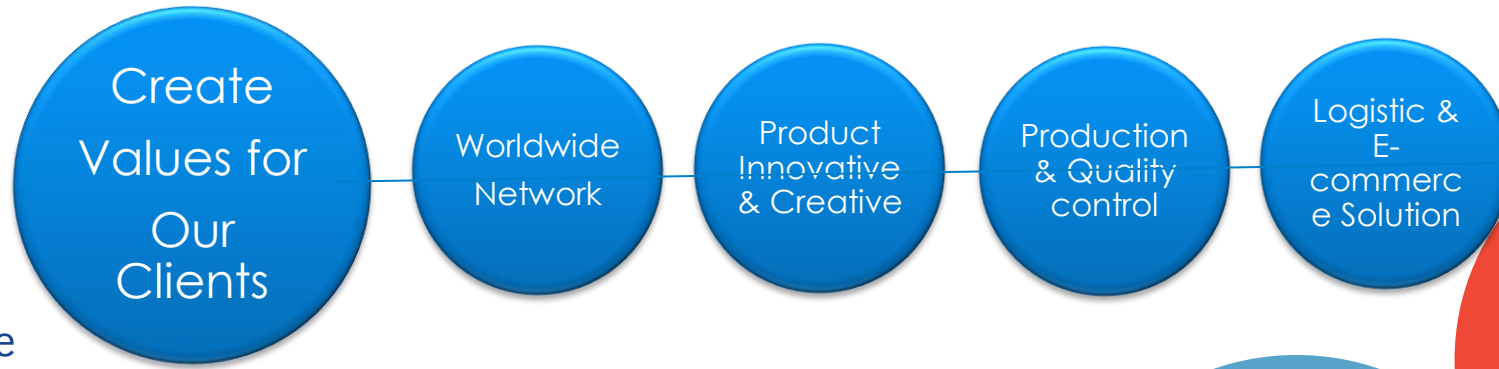 Create
Values for
Our
Clients
Worldwide
Network
Product
Innovative
& Creative
Production
& Quality
control
Logistic &
E-
commerc
e Solution
e